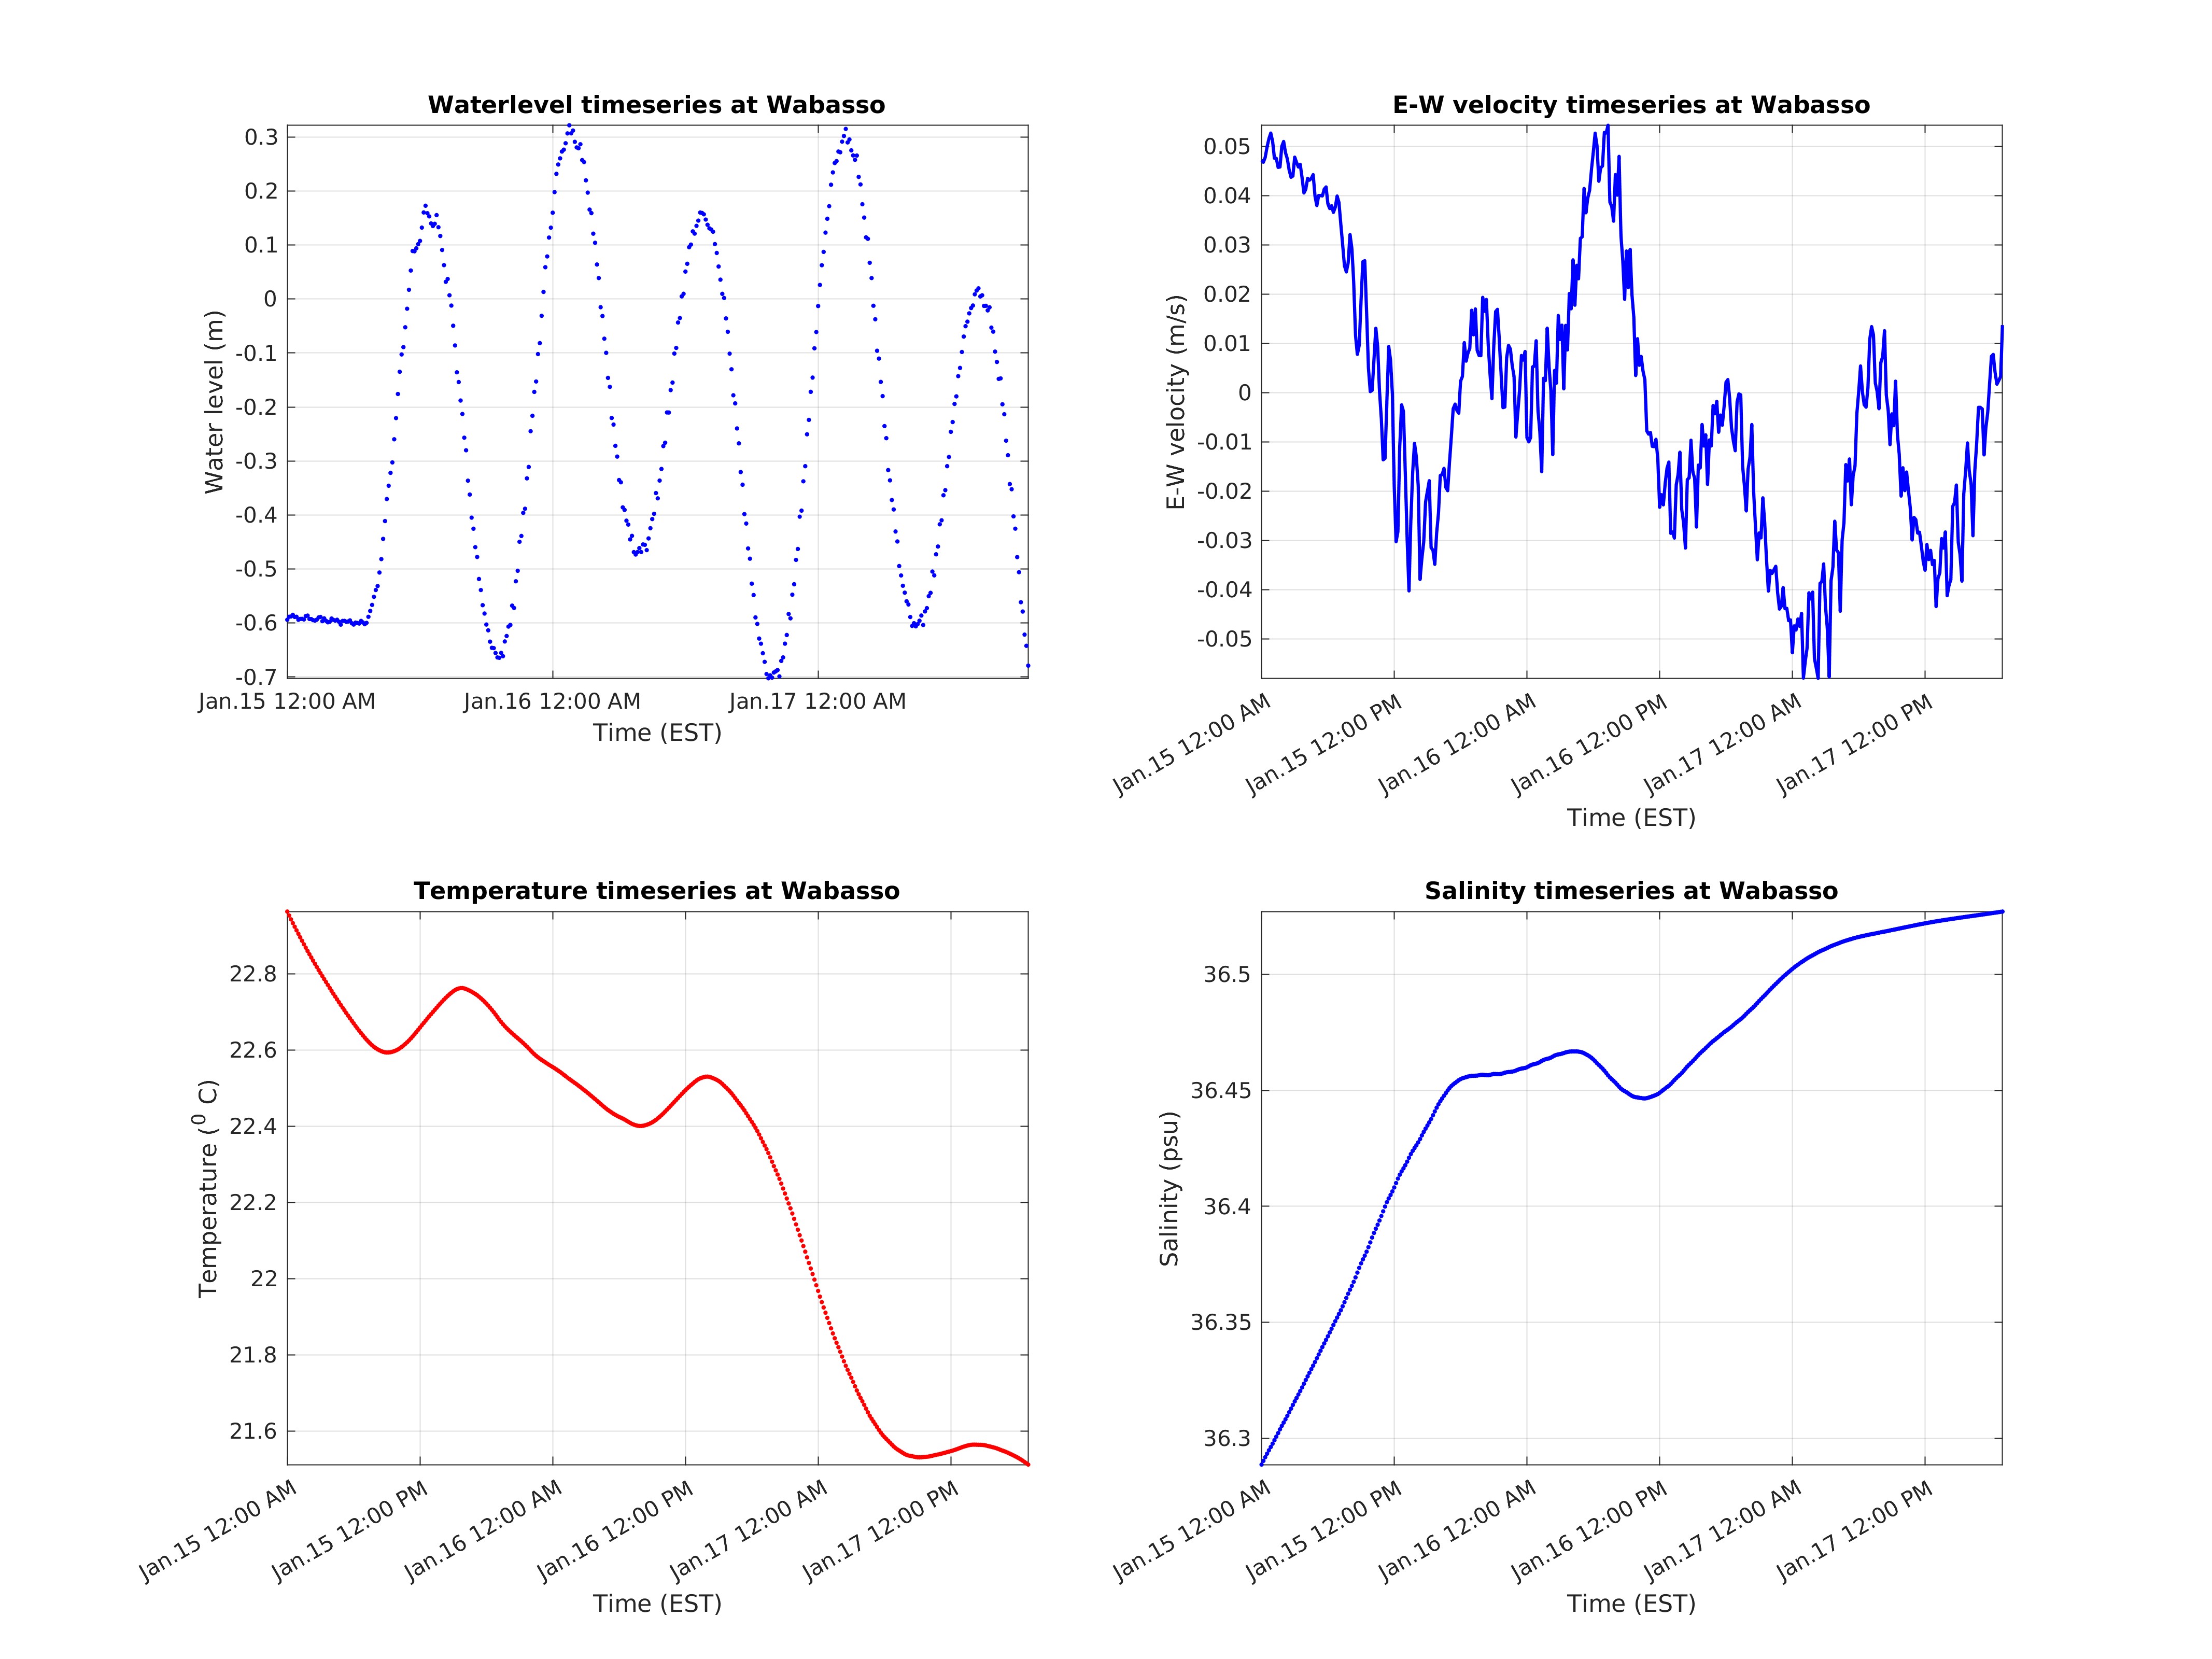 Waterlevel timeseries at Wabasso
0.3
0.2
0.1
0
-0.1
-0.2
-0.3
-0.4
-0.5
-0.6
-0.7
Water level (m)
Jan.15 12:00 AM
Jan.16 12:00 AM
Jan.17 12:00 AM
Time (EST)
E-W velocity timeseries at Wabasso
0.05
0.04
0.03
0.02
0.01
0
-0.01
-0.02
-0.03
-0.04
-0.05
E-W velocity (m/s)
Jan.15 12:00 AM
Jan.15 12:00 PM
Jan.16 12:00 AM
Jan.16 12:00 PM
Jan.17 12:00 AM
Jan.17 12:00 PM
Time (EST)
Temperature timeseries at Wabasso
22.8
22.6
22.4
22.2
22
21.8
21.6
Temperature (⁰ C)
Jan.15 12:00 AM
Jan.15 12:00 PM
Jan.16 12:00 AM
Jan.16 12:00 PM
Jan.17 12:00 AM
Jan.17 12:00 PM
Time (EST)
Salinity timeseries at Wabasso
36.5
36.45
36.4
36.35
36.3
Salinity (psu)
Jan.15 12:00 AM
Jan.15 12:00 PM
Jan.16 12:00 AM
Jan.16 12:00 PM
Jan.17 12:00 AM
Jan.17 12:00 PM
Time (EST)